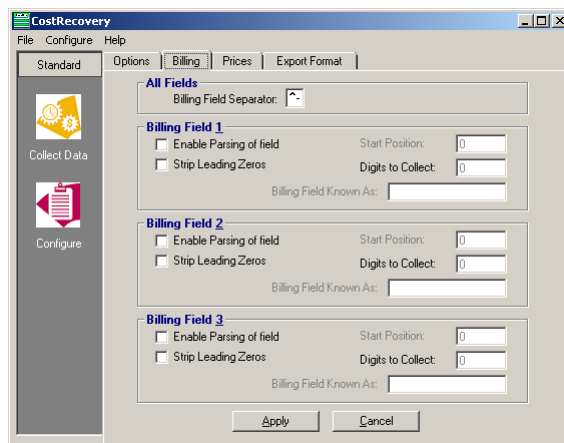 CostRecovery
File Configure Help
Standard
Options Billing Prices Export Format
All Fields
Billing Field Separator: ^-
Billing Field 1
Enable Parsing of field Start Position: 0
Strip Leading Zeros Digits to Collect: 0
Billing Field Known As:
Collect Data
Billing Field 2
Enable Parsing of field Start Position: 0
Strip Leading Zeros Digits to Collect: 0
Billing Field Known As:
Configure
Billing Field 3
Enable Parsing of field Start Position: 0
Strip Leading Zeros Digits to Collect: 0
Billing Field Known As:
Apply Cancel